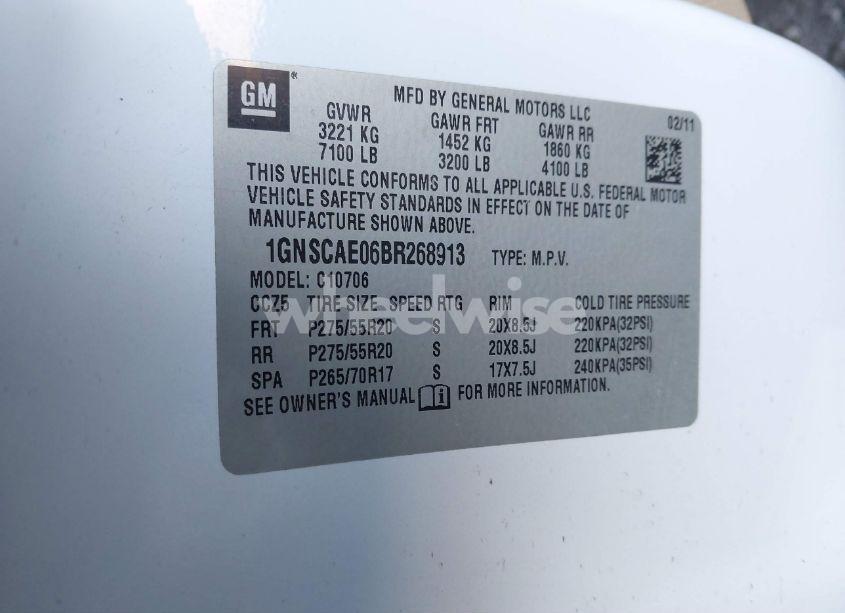 GM®
MFD BY GENERAL MOTORS LLC 02/11
GVWR GAWR FRT GAWR RR
3221 KG 1452 KG 1860 KG
7100 LB 3200 LB 4100 LB
THIS VEHICLE CONFORMS TO ALL APPLICABLE U.S. FEDERAL MOTOR
VEHICLE SAFETY STANDARDS IN EFFECT ON THE DATE OF
MANUFACTURE SHOWN ABOVE.
1GNSCAE06BR268913 TYPE: M.P.V.
MODEL: C10706
CCZ5 TIRE SIZE SPEED RTG RIM COLD TIRE PRESSURE
wheelwise
FRT P275/55R20 S 20X8.5J 220KPA(32PSI)
RR P275/55R20 S 20X8.5J 220KPA(32PSI)
SPA P265/70R17 S 17X7.5J 240KPA(35PSI)
SEE OWNER'S MANUAL i FOR MORE INFORMATION.